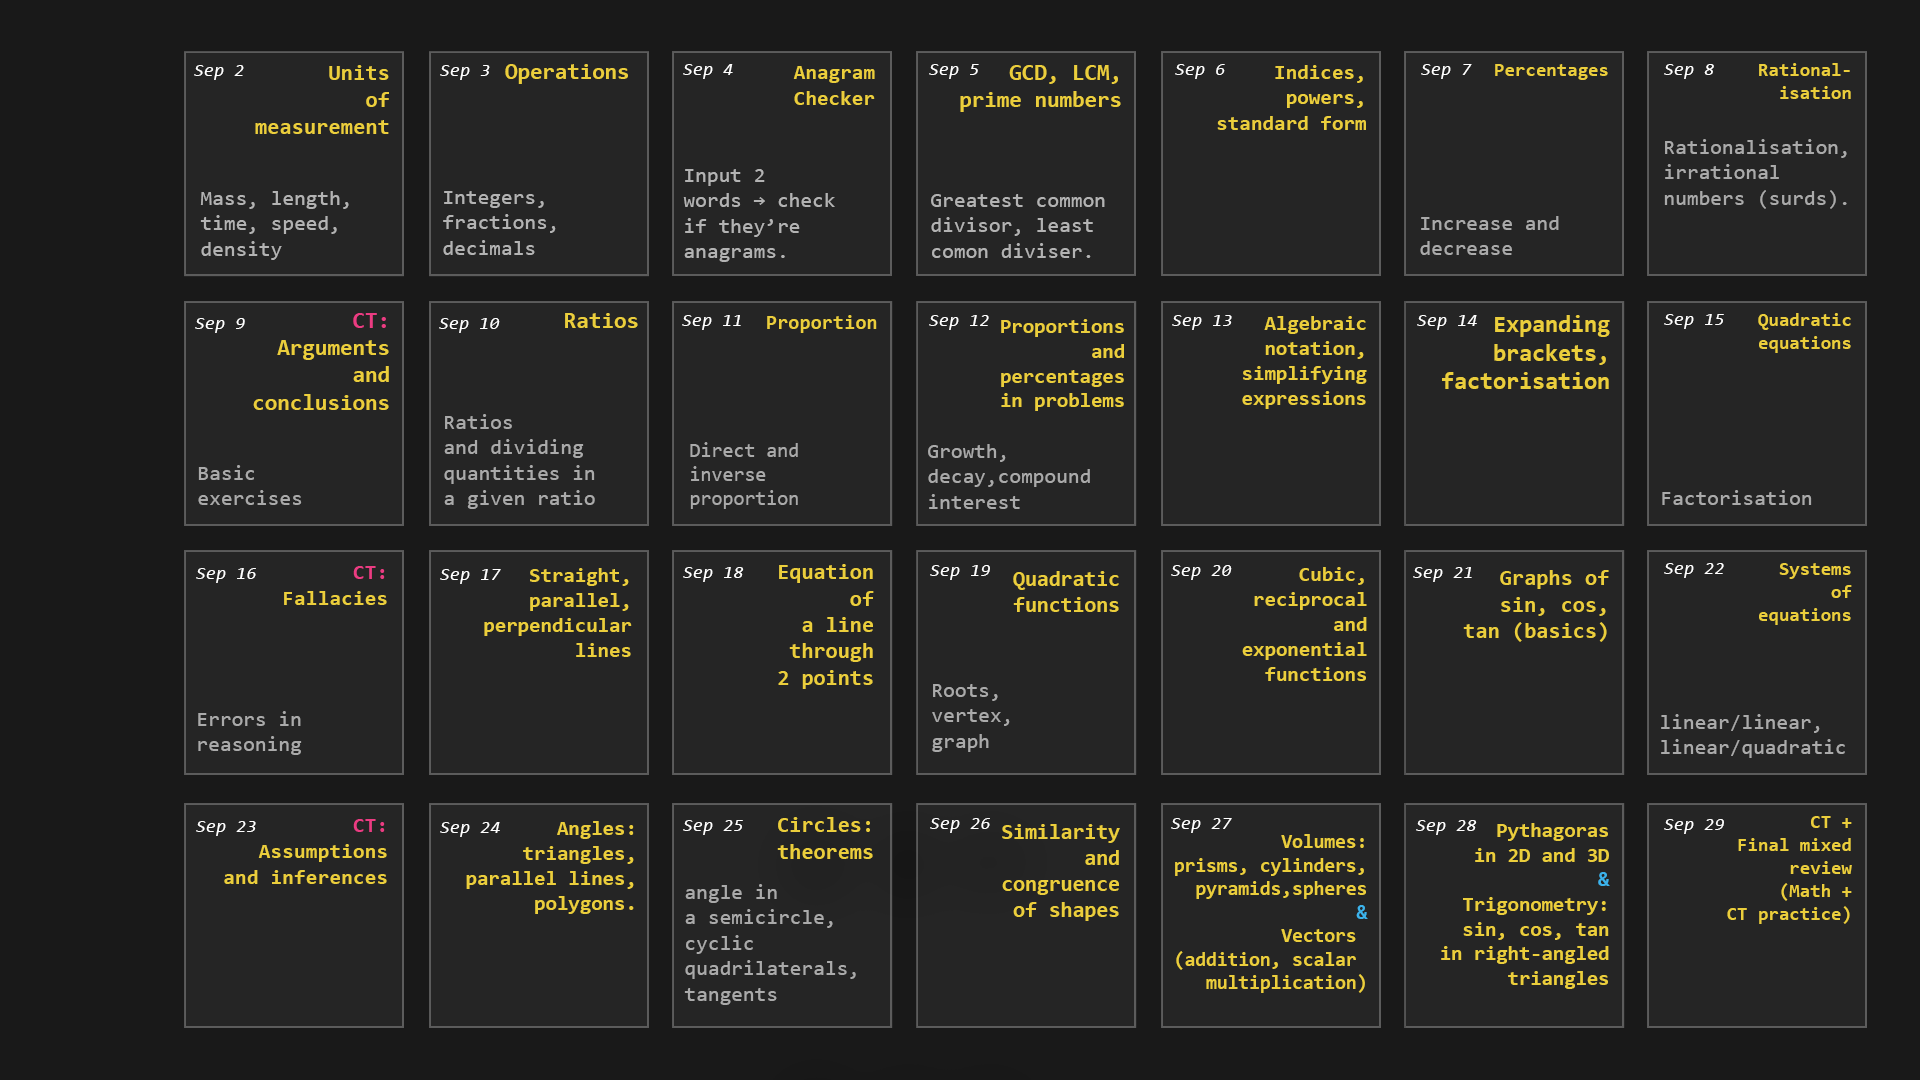 Sep 2
Units
of
measurement
Mass, length,
time, speed,
density
Sep 3
Operations
Integers,
fractions,
decimals
Sep 4
Anagram
Checker
Input 2
words → check
if they’re
anagrams.
Sep 5
GCD, LCM,
prime numbers
Greatest common
divisor, least
comon diviser.
Sep 6
Indices,
powers,
standard form
Sep 7
Percentages
Increase and
decrease
Sep 8
Rational-
isation
Rationalisation,
irrational
numbers (surds).
Sep 9
CT:
Arguments
and
conclusions
Basic
exercises
Sep 10
Ratios
Ratios
and dividing
quantities in
a given ratio
Sep 11
Proportion
Direct and
inverse
proportion
Sep 12
Proportions
and
percentages
in problems
Growth,
decay,compound
interest
Sep 13
Algebraic
notation,
simplifying
expressions
Sep 14
Expanding
brackets,
factorisation
Sep 15
Quadratic
equations
Factorisation
Sep 16
CT:
Fallacies
Errors in
reasoning
Sep 17
Straight,
parallel,
perpendicular
lines
Sep 18
Equation
of
a line
through
2 points
Sep 19
Quadratic
functions
Roots,
vertex,
graph
Sep 20
Cubic,
reciprocal
and
exponential
functions
Sep 21
Graphs of
sin, cos,
tan (basics)
Sep 22
Systems
of
equations
linear/linear,
linear/quadratic
Sep 23
CT:
Assumptions
and inferences
Sep 24
Angles:
triangles,
parallel lines,
polygons.
Sep 25
Circles:
theorems
angle in
a semicircle,
cyclic
quadrilaterals,
tangents
Sep 26
Similarity
and
congruence
of shapes
Sep 27
Volumes:
prisms, cylinders,
pyramids,spheres
&
Vectors
(addition, scalar
multiplication)
Sep 28
Pythagoras
in 2D and 3D
&
Trigonometry:
sin, cos, tan
in right-angled
triangles
Sep 29
CT +
Final mixed
review
(Math +
CT practice)